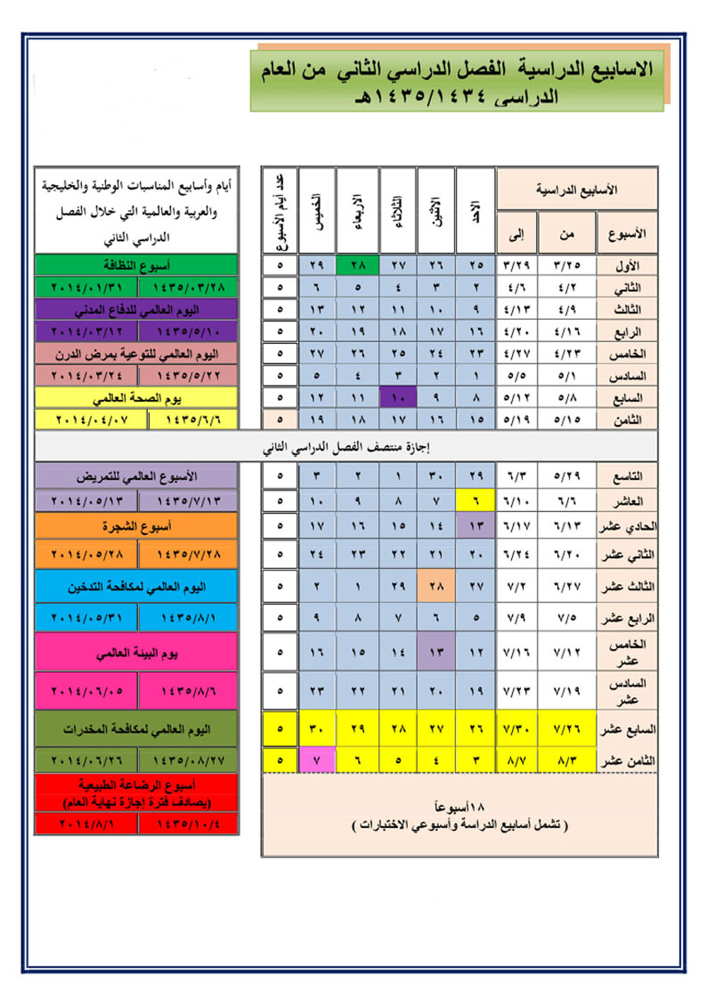 الاسابيع الدراسية الفصل الدراسي الثاني من العام
الدراسي ١٤٣٥/١٤٣٤هـ
الأسابيع الدراسية الاحد الاثنين الثلاثاء الاربعاء الخميس عدد أيام الأسبوع
الأسبوع من إلى
الأول ٣/٢٥ ٣/٢٩ ٢٥ ٢٦ ٢٧ ٢٨ ٢٩ ٥
الثاني ٤/٢ ٤/٦ ٢ ٣ ٤ ٥ ٦ ٥
الثالث ٤/٩ ٤/١٣ ٩ ١٠ ١١ ١٢ ١٣ ٥
الرابع ٤/١٦ ٤/٢٠ ١٦ ١٧ ١٨ ١٩ ٢٠ ٥
الخامس ٤/٢٣ ٤/٢٧ ٢٣ ٢٤ ٢٥ ٢٦ ٢٧ ٥
السادس ٥/١ ٥/٥ ١ ٢ ٣ ٤ ٥ ٥
السابع ٥/٨ ٥/١٢ ٨ ٩ ١٠ ١١ ١٢ ٥
الثامن ٥/١٥ ٥/١٩ ١٥ ١٦ ١٧ ١٨ ١٩ ٥
إجازة منتصف الفصل الدراسي الثاني
التاسع ٥/٢٩ ٦/٣ ٢٩ ٣٠ ١ ٢ ٣ ٥
العاشر ٦/٦ ٦/١٠ ٦ ٧ ٨ ٩ ١٠ ٥
الحادي عشر ٦/١٣ ٦/١٧ ١٣ ١٤ ١٥ ١٦ ١٧ ٥
الثاني عشر ٦/٢٠ ٦/٢٤ ٢٠ ٢١ ٢٢ ٢٣ ٢٤ ٥
الثالث عشر ٦/٢٧ ٧/٢ ٢٧ ٢٨ ٢٩ ١ ٢ ٥
الرابع عشر ٧/٥ ٧/٩ ٥ ٦ ٧ ٨ ٩ ٥
الخامس
عشر ٧/١٢ ٧/١٦ ١٢ ١٣ ١٤ ١٥ ١٦ ٥
السادس
عشر ٧/١٩ ٧/٢٣ ١٩ ٢٠ ٢١ ٢٢ ٢٣ ٥
السابع عشر ٧/٢٦ ٧/٣٠ ٢٦ ٢٧ ٢٨ ٢٩ ٣٠ ٥
الثامن عشر ٨/٣ ٨/٧ ٣ ٤ ٥ ٦ ٧ ٥
١٨أسبوعاً
( تشمل أسابيع الدراسة وأسبوعي الاختبارات )
أيام وأسابيع المناسبات الوطنية والخليجية
والعربية والعالمية التي خلال الفصل
الدراسي الثاني
أسبوع النظافة
١٤٣٥/٠٣/٢٨ ٢٠١٤/٠١/٣١
اليوم العالمي للدفاع المدني
١٤٣٥/٥/١٠ ٢٠١٤/٠٣/١٢
اليوم العالمي للتوعية بمرض الدرن
١٤٣٥/٥/٢٢ ٢٠١٤/٠٣/٢٤
يوم الصحة العالمي
١٤٣٥/٦/٦ ٢٠١٤/٠٤/٠٧
الأسبوع العالمي للتمريض
١٤٣٥/٧/١٣ ٢٠١٤/٠٥/١٣
أسبوع الشجرة
١٤٣٥/٧/٢٨ ٢٠١٤/٠٥/٢٨
اليوم العالمي لمكافحة التدخين
١٤٣٥/٨/١ ٢٠١٤/٠٥/٣١
يوم البيئة العالمي
١٤٣٥/٨/٦ ٢٠١٤/٠٦/٠٥
اليوم العالمي لمكافحة المخدرات
١٤٣٥/٠٨/٢٧ ٢٠١٤/٠٦/٢٦
أسبوع الرضاعة الطبيعية
(يصادف فترة إجازة نهاية العام)
١٤٣٥/١٠/٤ ٢٠١٤/٨/١